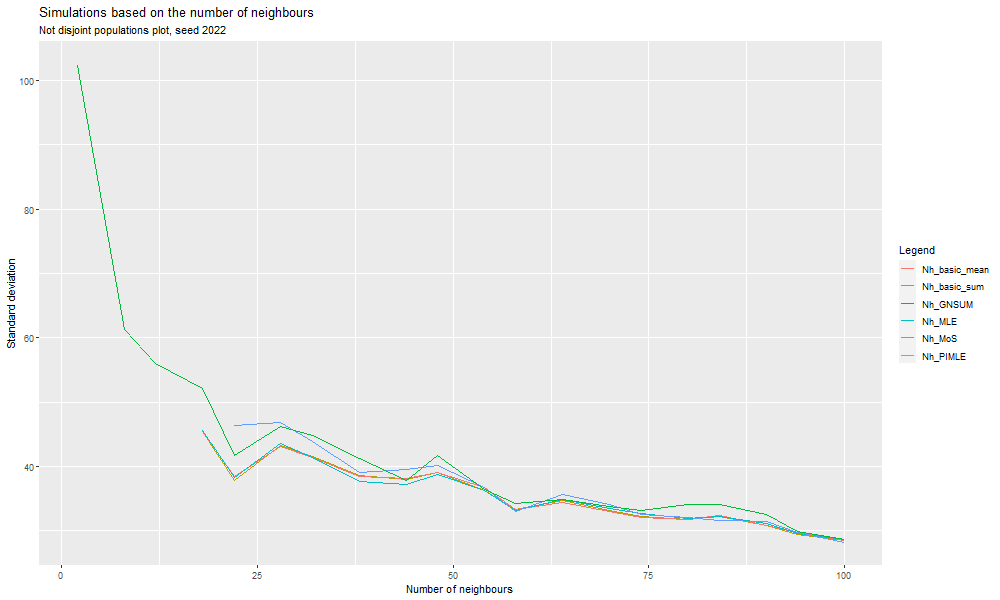 Simulations based on the number of neighbours
Not disjoint populations plot, seed 2022
100
80
60
40
Standard deviation
0
25
50
75
100
Number of neighbours
Legend
Nh_basic_mean
Nh_basic_sum
Nh_GNSUM
Nh_MLE
Nh_MoS
Nh_PIMLE